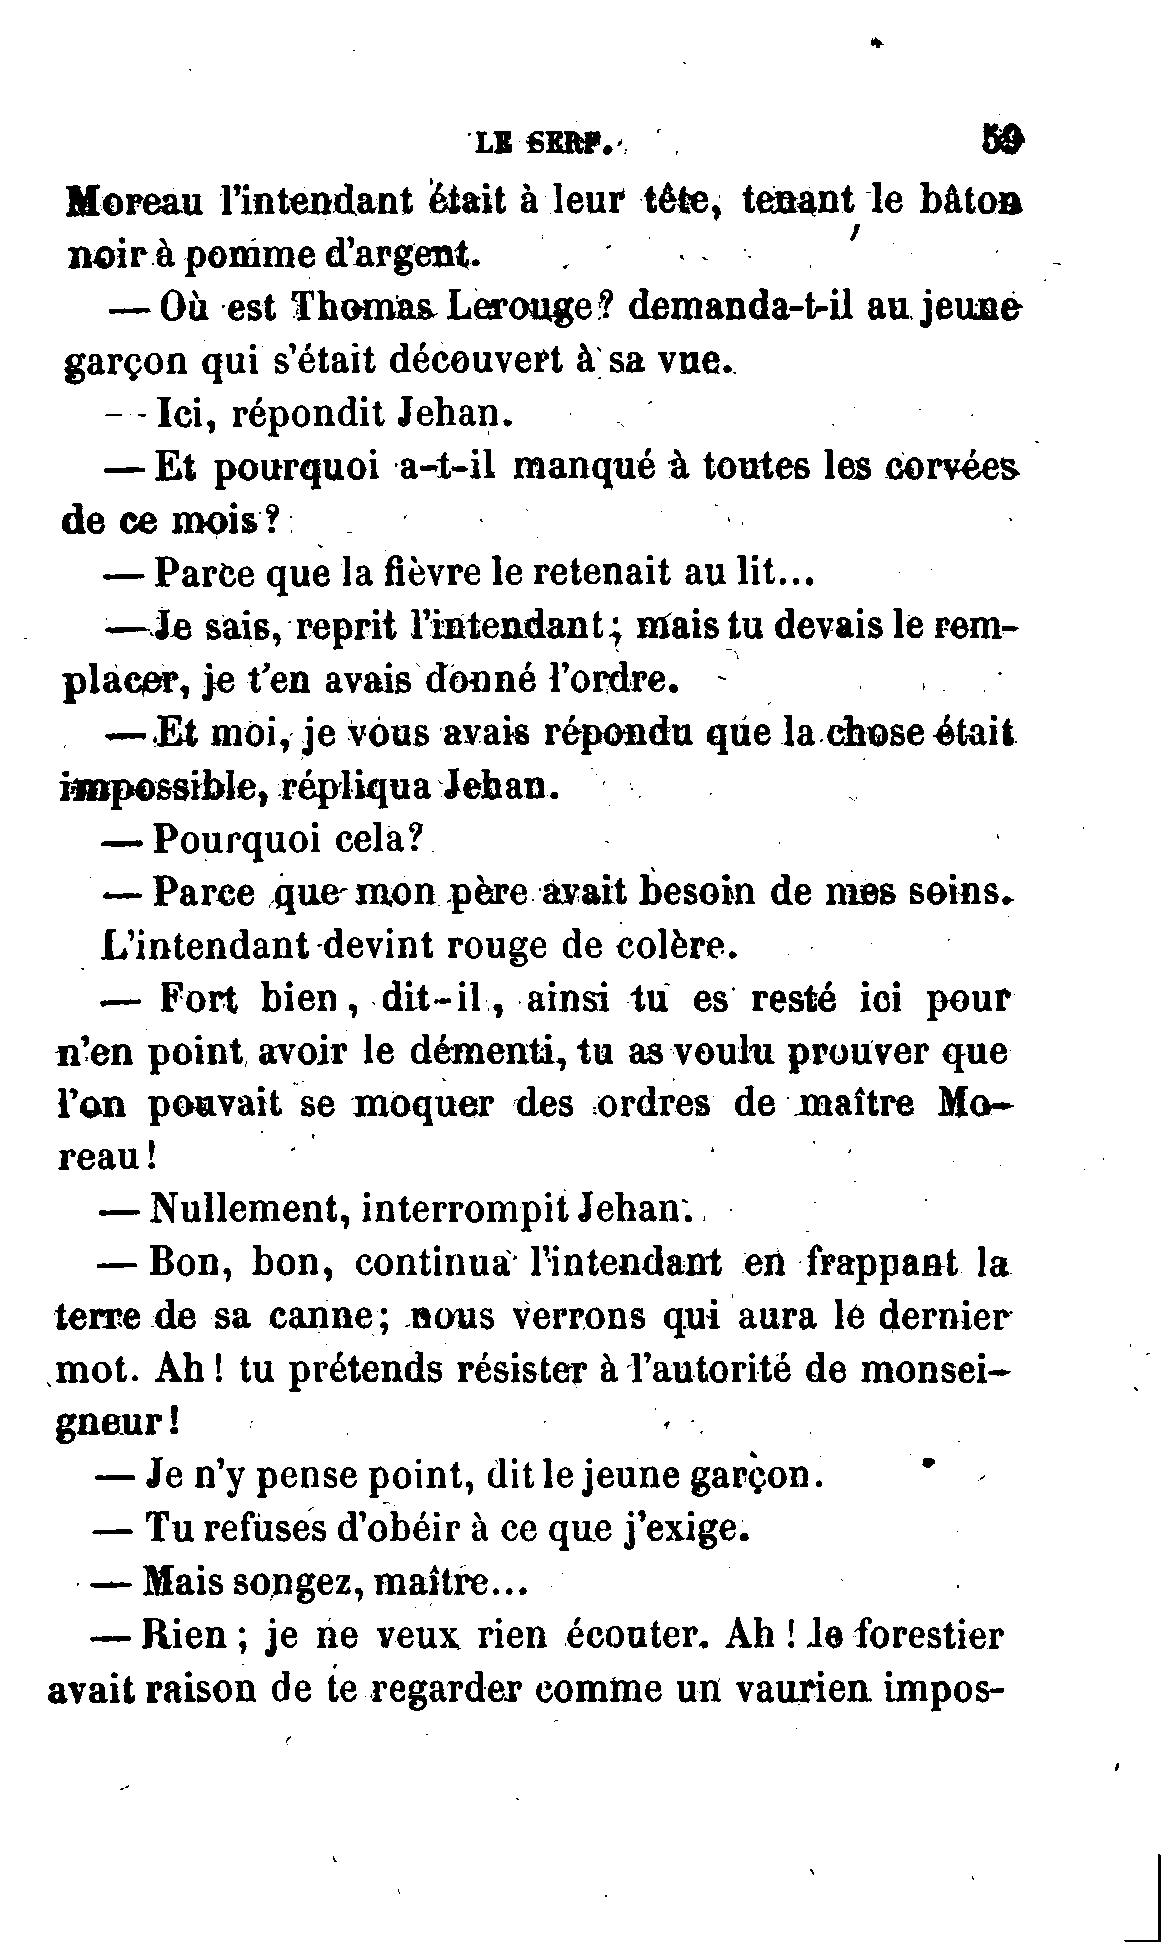 LE SERF. 59
Moreau l'intendant était à leur tête, tenant le bâton
noir à pomme d'argent.
— Où est Thomas Lerouge? demanda-t-il au jeune
garçon qui s'était découvert à sa vue.
— Ici, répondit Jehan.
— Et pourquoi a-t-il manqué à toutes les corvées
de ce mois?
— Parce que la fièvre le retenait au lit...
— Je sais, reprit l'intendant; mais tu devais le rem-
placer, je t'en avais donné l'ordre.
— Et moi, je vous avais répondu que la chose était
impossible, répliqua Jehan.
— Pourquoi cela?
— Parce que mon père avait besoin de mes soins.
L'intendant devint rouge de colère.
— Fort bien, dit-il, ainsi tu es resté ici pour
n'en point avoir le démenti, tu as voulu prouver que
l'on pouvait se moquer des ordres de maître Mo-
reau!
— Nullement, interrompit Jehan.
— Bon, bon, continua l'intendant en frappant la
terre de sa canne; nous verrons qui aura le dernier
mot. Ah! tu prétends résister à l'autorité de monsei-
gneur!
— Je n'y pense point, dit le jeune garçon.
— Tu refuses d'obéir à ce que j'exige.
— Mais songez, maître...
— Rien; je ne veux rien écouter. Ah! le forestier
avait raison de te regarder comme un vaurien impos-